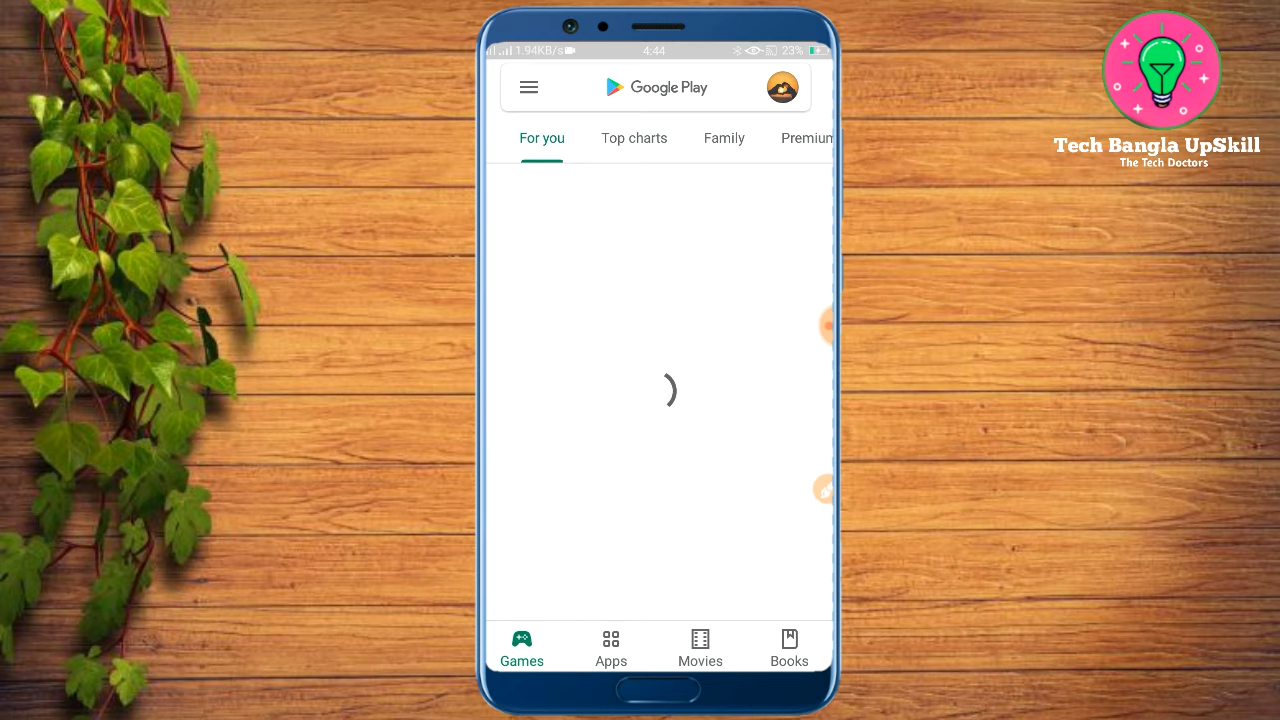 1.94KB/s
4:44
23%
Google Play
For you
Top charts
Family
Premium
Games
Apps
Movies
Books
Tech Bangla UpSkill
The Tech Doctors